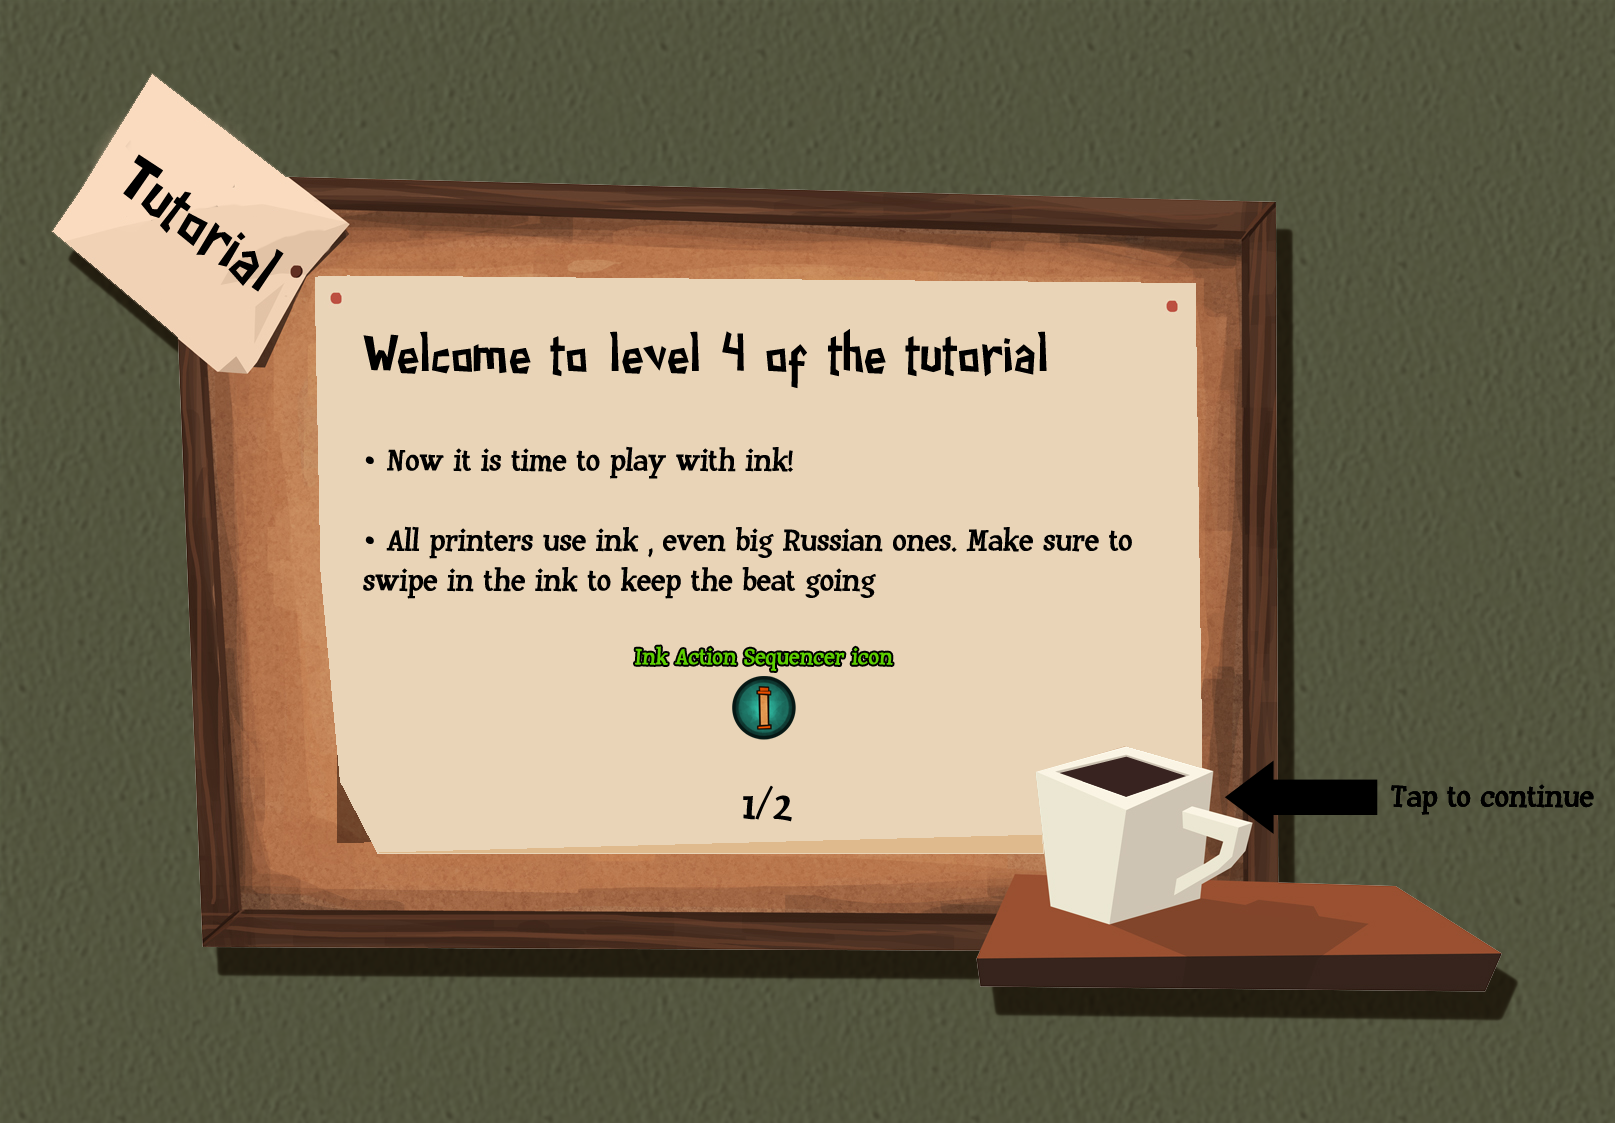 Tutorial
Welcome to level 4 of the tutorial
• Now it is time to play with ink!
• All printers use ink , even big Russian ones. Make sure to
swipe in the ink to keep the beat going
Ink Action Sequencer icon
1/2
Tap to continue